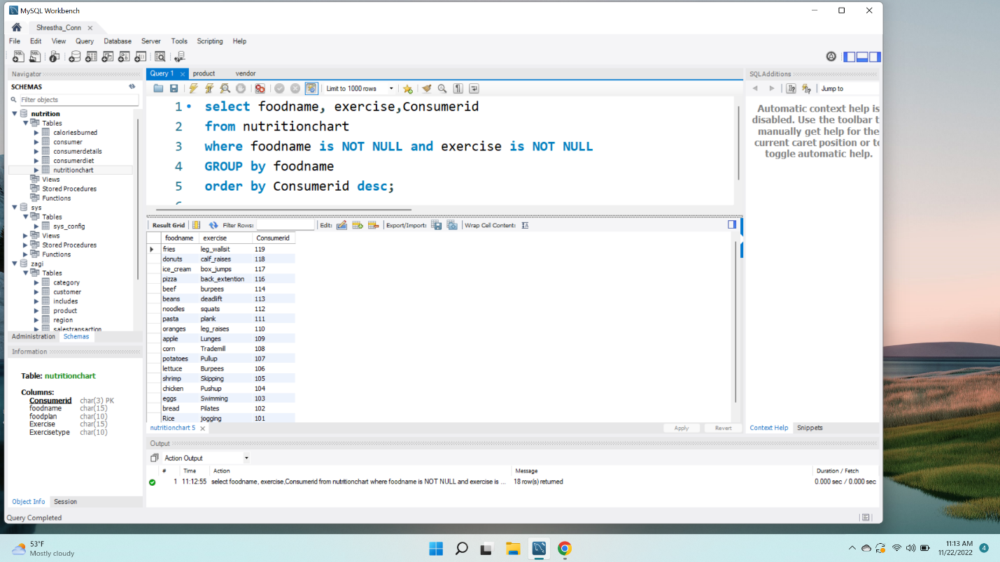 MySQL Workbench
Shrestha_Conn
File Edit View Query Database Server Tools Scripting Help
Navigator
SCHEMAS
Filter objects
nutrition
Tables
caloriesburned
consumer
consumerdetails
consumerdiet
nutritionchart
Views
Stored Procedures
Functions
sys
Tables
sys_config
Views
Stored Procedures
Functions
zagi
Tables
category
customer
includes
product
region
salestransaction
Administration Schemas
Information
Table: nutritionchart
Columns:
Consumerid char(3) PK
foodname char(15)
foodplan char(10)
Exercise char(15)
Exercisetype char(10)
Object Info Session
Query Completed
Query 1 product vendor
Limit to 1000 rows
1 select foodname, exercise,Consumerid
2 from nutritionchart
3 where foodname is NOT NULL and exercise is NOT NULL
4 GROUP by foodname
5 order by Consumerid desc;
Result Grid Filter Rows: Edit: Export/Import: Wrap Cell Content:
foodname exercise Consumerid
fries leg_wallsit 119
donuts calf_raises 118
ice_cream box_jumps 117
pizza back_extention 116
beef burpees 114
beans deadlift 113
noodles squats 112
pasta plank 111
oranges leg_raises 110
apple Lunges 109
corn Trademill 108
potatoes Pullup 107
lettuce Burpees 106
shrimp Skipping 105
chicken Pushup 104
eggs Swimming 103
bread Pilates 102
Rice jogging 101
nutritionchart 5 Apply Revert
SQLAdditions
Jump to
Automatic context help is
disabled. Use the toolbar t
manually get help for the
current caret position or to
toggle automatic help.
Context Help Snippets
Output
Action Output
# Time Action Message Duration / Fetch
1 11:12:55 select foodname, exercise,Consumerid from nutritionchart where foodname is NOT NULL and exercise is ... 18 row(s) returned 0.000 sec / 0.000 sec
53°F
Mostly cloudy
11:13 AM
11/22/2022
4